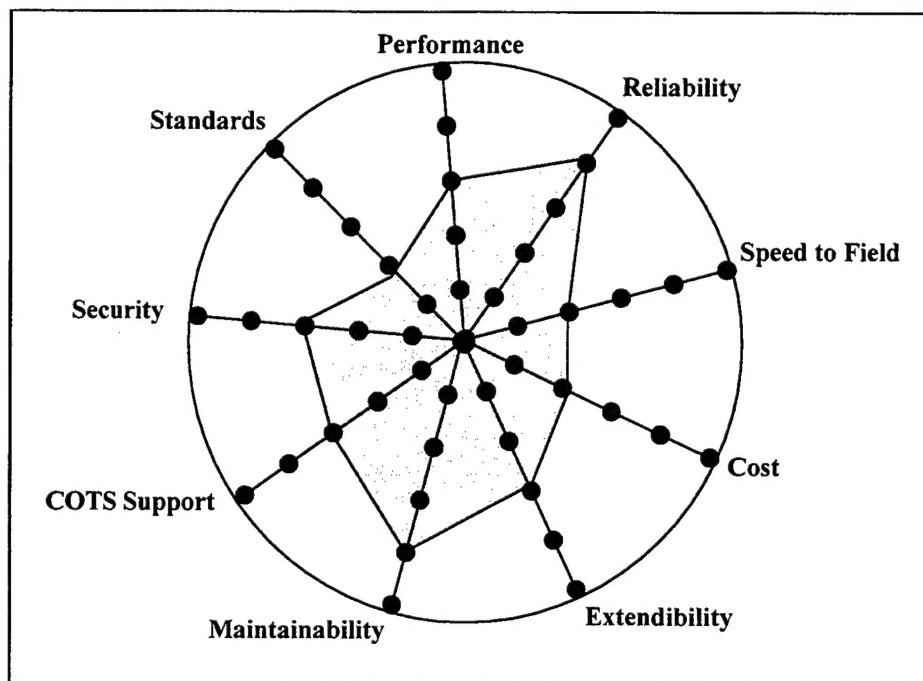 Performance
Reliability
Standards
Speed to Field
Security
Cost
COTS Support
Extendibility
Maintainability